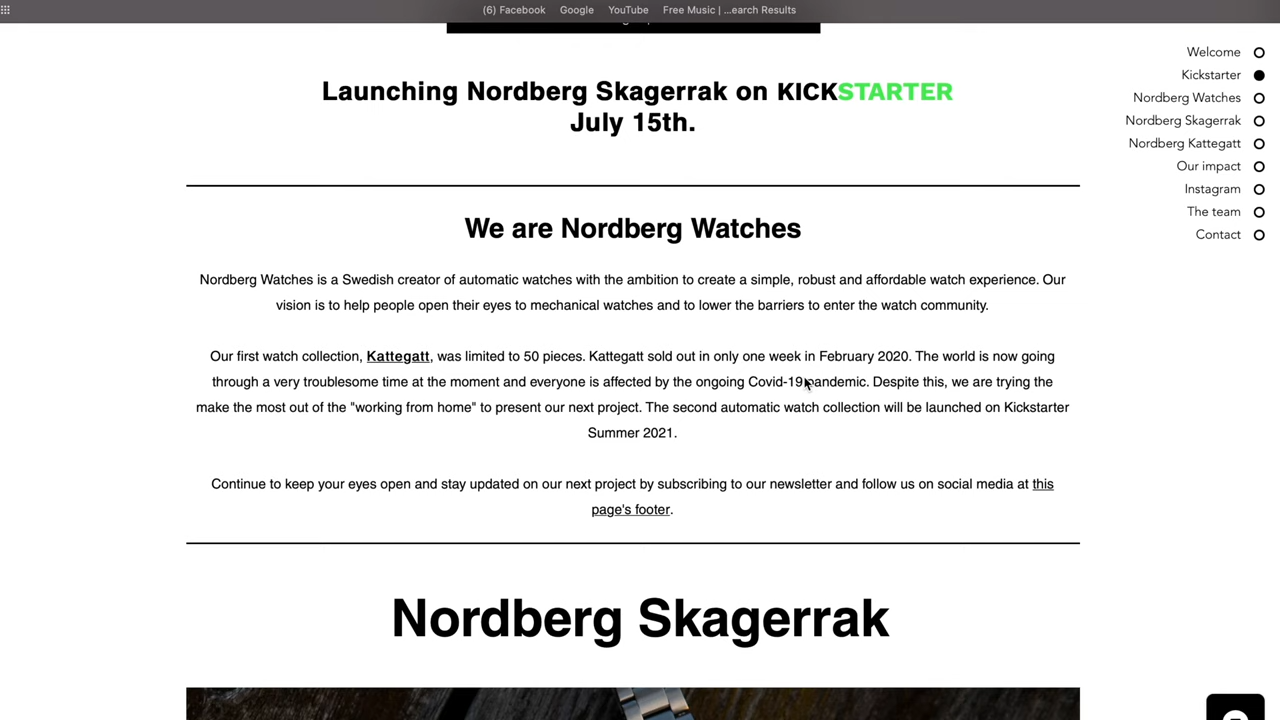 (6) Facebook Google YouTube Free Music | ...earch Results
Welcome
Kickstarter
Nordberg Watches
Nordberg Skagerrak
Nordberg Kattegatt
Our impact
Instagram
The team
Contact
Launching Nordberg Skagerrak on KICKSTARTER
July 15th.
We are Nordberg Watches
Nordberg Watches is a Swedish creator of automatic watches with the ambition to create a simple, robust and affordable watch experience. Our
vision is to help people open their eyes to mechanical watches and to lower the barriers to enter the watch community.
Our first watch collection, Kattegatt, was limited to 50 pieces. Kattegatt sold out in only one week in February 2020. The world is now going
through a very troublesome time at the moment and everyone is affected by the ongoing Covid-19 pandemic. Despite this, we are trying the
make the most out of the "working from home" to present our next project. The second automatic watch collection will be launched on Kickstarter
Summer 2021.
Continue to keep your eyes open and stay updated on our next project by subscribing to our newsletter and follow us on social media at this
page's footer.
Nordberg Skagerrak